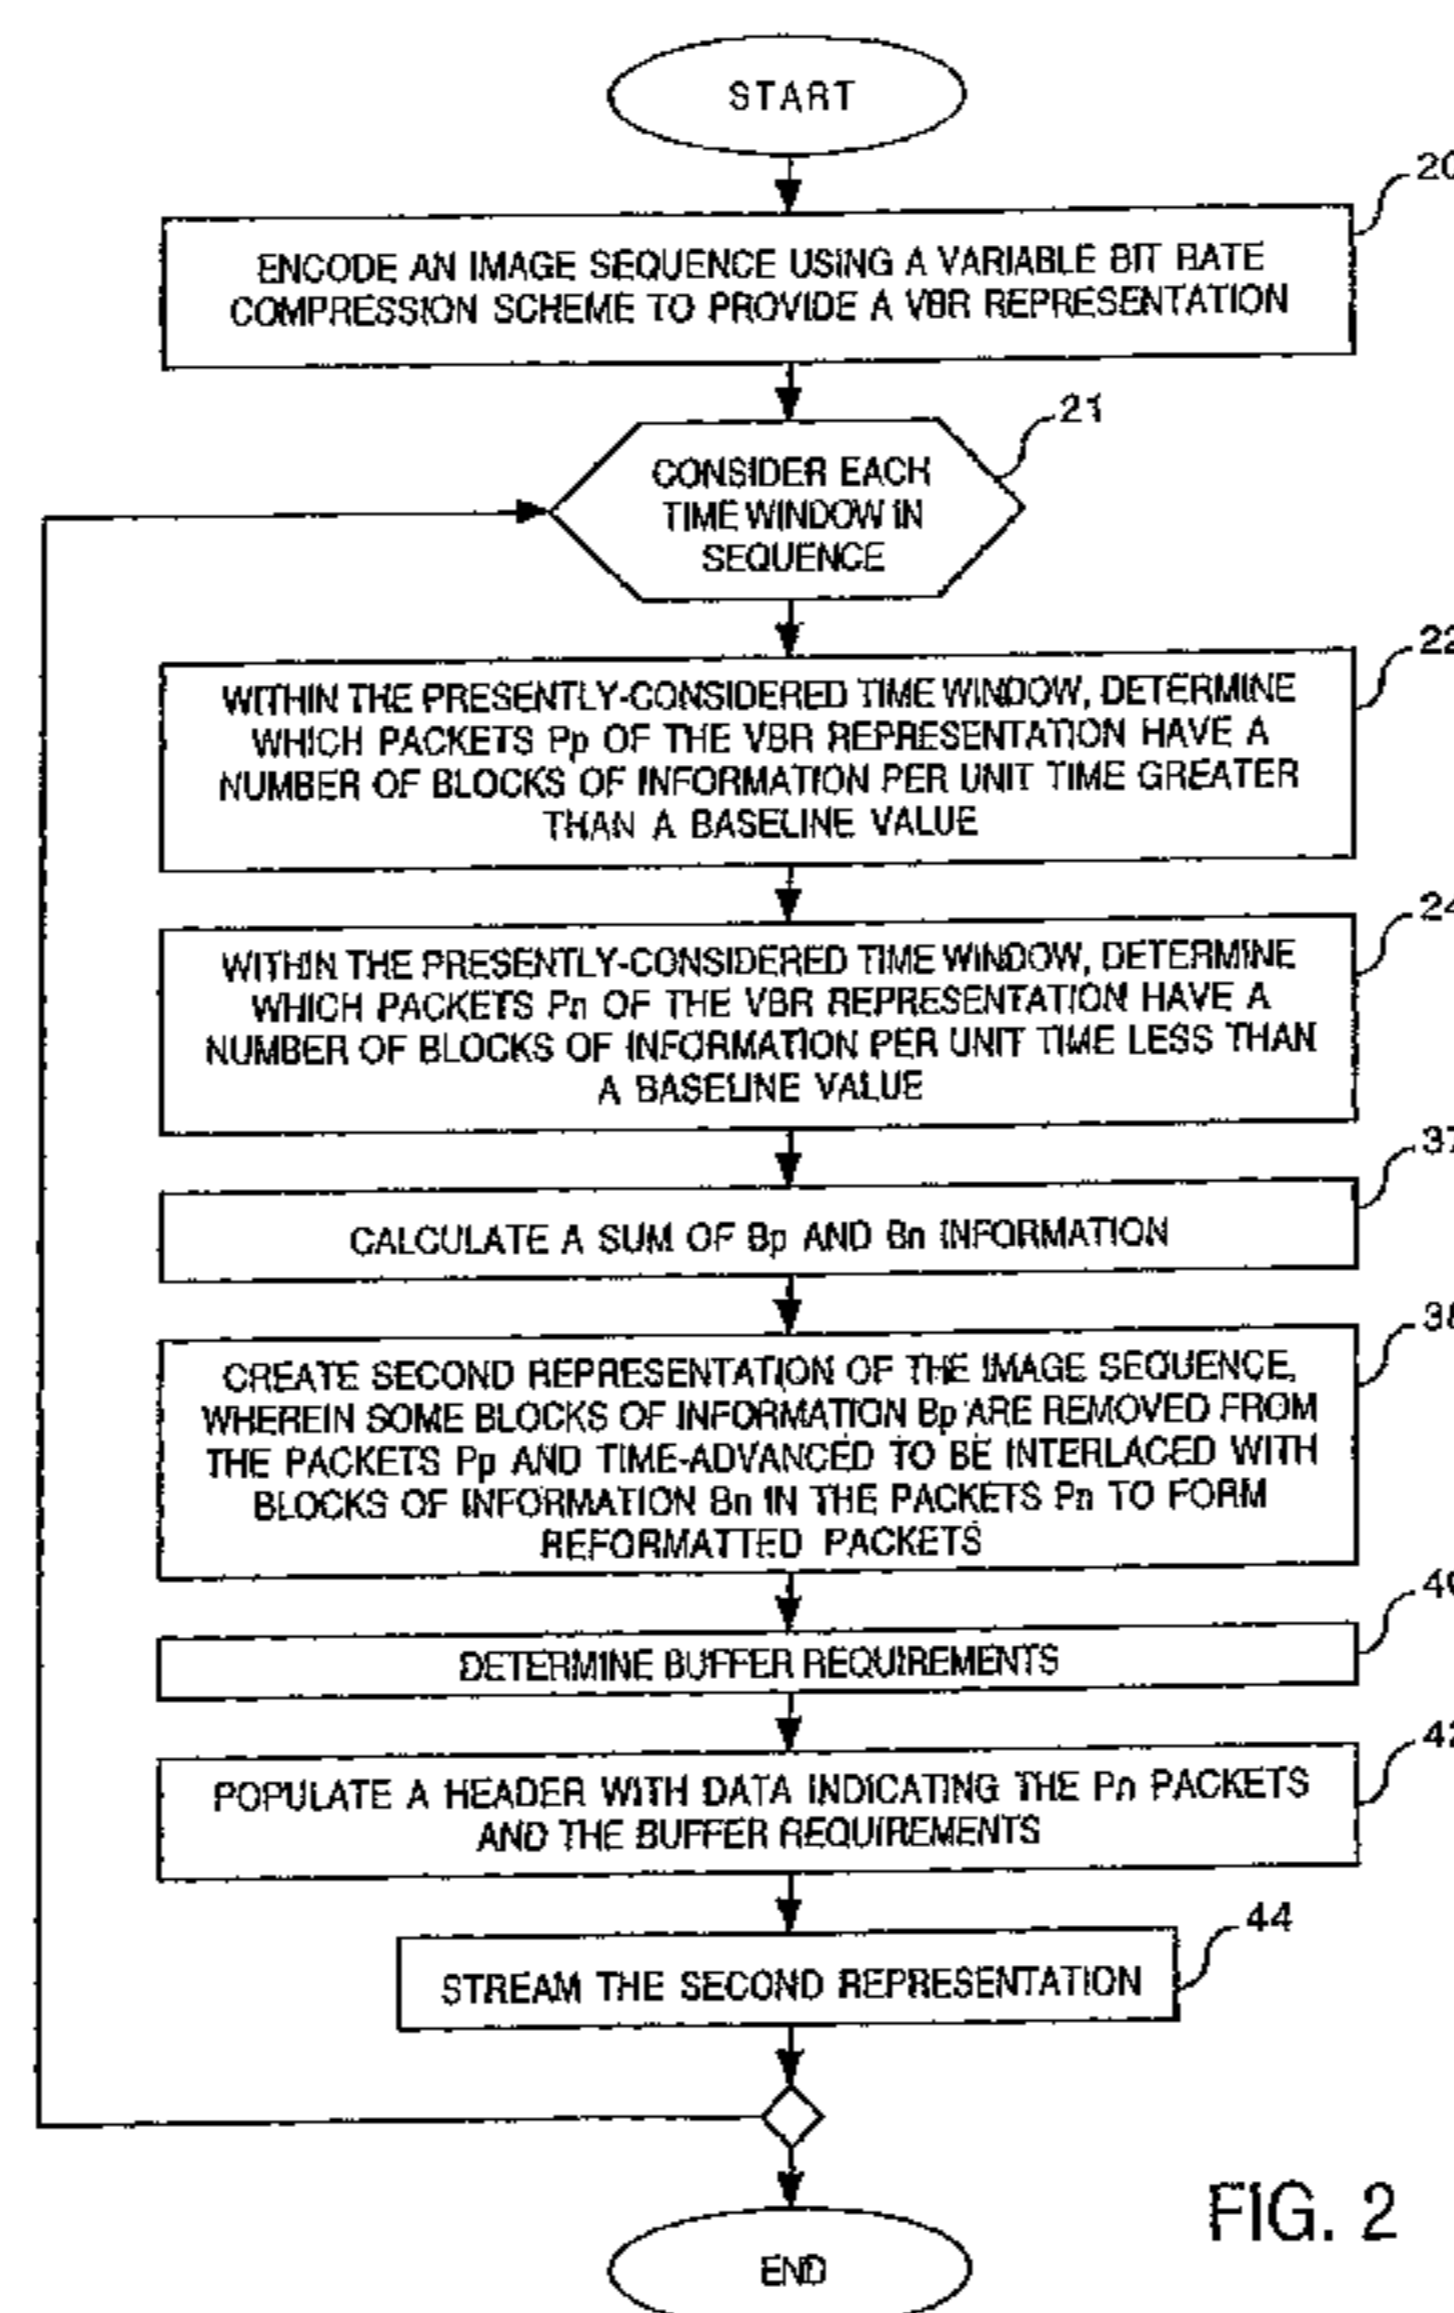 START
20
ENCODE AN IMAGE SEQUENCE USING A VARIABLE BIT RATE
COMPRESSION SCHEME TO PROVIDE A VBR REPRESENTATION
21
CONSIDER EACH
TIME WINDOW IN
SEQUENCE
22
WITHIN THE PRESENTLY-CONSIDERED TIME WINDOW, DETERMINE
WHICH PACKETS Pp OF THE VBR REPRESENTATION HAVE A
NUMBER OF BLOCKS OF INFORMATION PER UNIT TIME GREATER
THAN A BASELINE VALUE
24
WITHIN THE PRESENTLY-CONSIDERED TIME WINDOW, DETERMINE
WHICH PACKETS Pn OF THE VBR REPRESENTATION HAVE A
NUMBER OF BLOCKS OF INFORMATION PER UNIT TIME LESS THAN
A BASELINE VALUE
37
CALCULATE A SUM OF Bp AND Bn INFORMATION
38
CREATE SECOND REPRESENTATION OF THE IMAGE SEQUENCE,
WHEREIN SOME BLOCKS OF INFORMATION Bp ARE REMOVED FROM
THE PACKETS Pp AND TIME-ADVANCED TO BE INTERLACED WITH
BLOCKS OF INFORMATION Bn IN THE PACKETS Pn TO FORM
REFORMATTED PACKETS
40
DETERMINE BUFFER REQUIREMENTS
42
POPULATE A HEADER WITH DATA INDICATING THE Pn PACKETS
AND THE BUFFER REQUIREMENTS
44
STREAM THE SECOND REPRESENTATION
END
FIG. 2